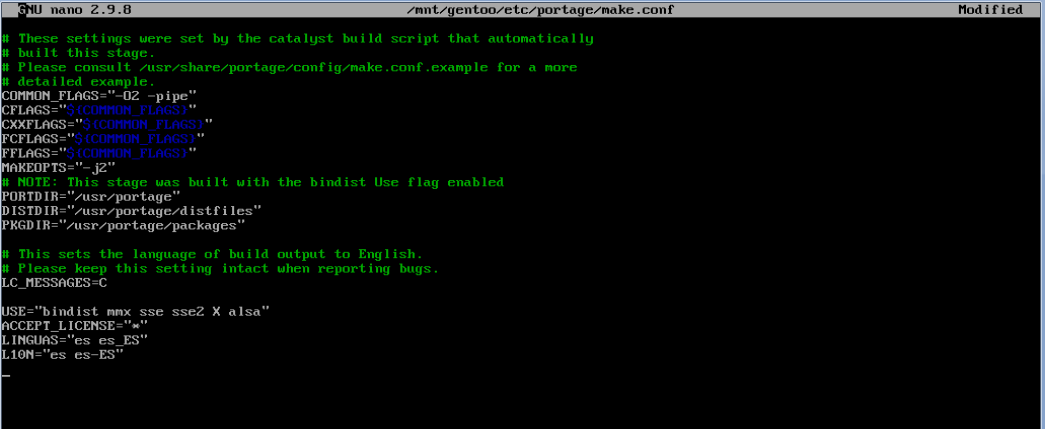 GNU nano 2.9.8 /mnt/gentoo/etc/portage/make.conf Modified
# These settings were set by the catalyst build script that automatically
# built this stage.
# Please consult /usr/share/portage/config/make.conf.example for a more
# detailed example.
COMMON_FLAGS="-O2 -pipe"
CFLAGS="${COMMON_FLAGS}"
CXXFLAGS="${COMMON_FLAGS}"
FCFLAGS="${COMMON_FLAGS}"
FFLAGS="${COMMON_FLAGS}"
MAKEOPTS="-j2"
# NOTE: This stage was built with the bindist Use flag enabled
PORTDIR="/usr/portage"
DISTDIR="/usr/portage/distfiles"
PKGDIR="/usr/portage/packages"
# This sets the language of build output to English.
# Please keep this setting intact when reporting bugs.
LC_MESSAGES=C
USE="bindist mmx sse sse2 X alsa"
ACCEPT_LICENSE="*"
LINGUAS="es es_ES"
L10N="es es-ES"